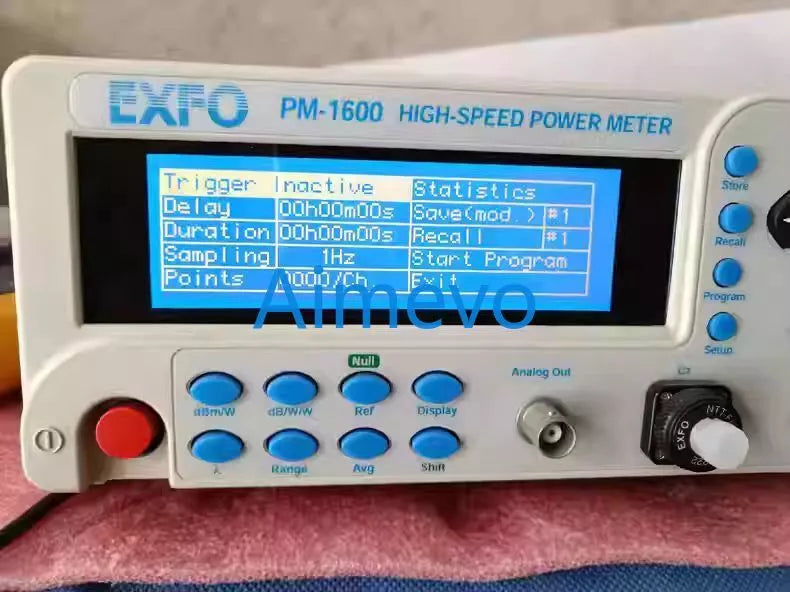 EXFO PM-1600 HIGH-SPEED POWER METER
Trigger Inactive Statistics
Delay 00h00m00s Save(mod.) #1
Duration 00h00m00s Recall #1
Sampling 1Hz Start Program
Points 0000/Ch. Exit
Aimevo
Store
Recall
Program
Setup
Null
dBm/W dB/W/W Ref Display
λ Range Avg Shift
Analog Out
EXFO